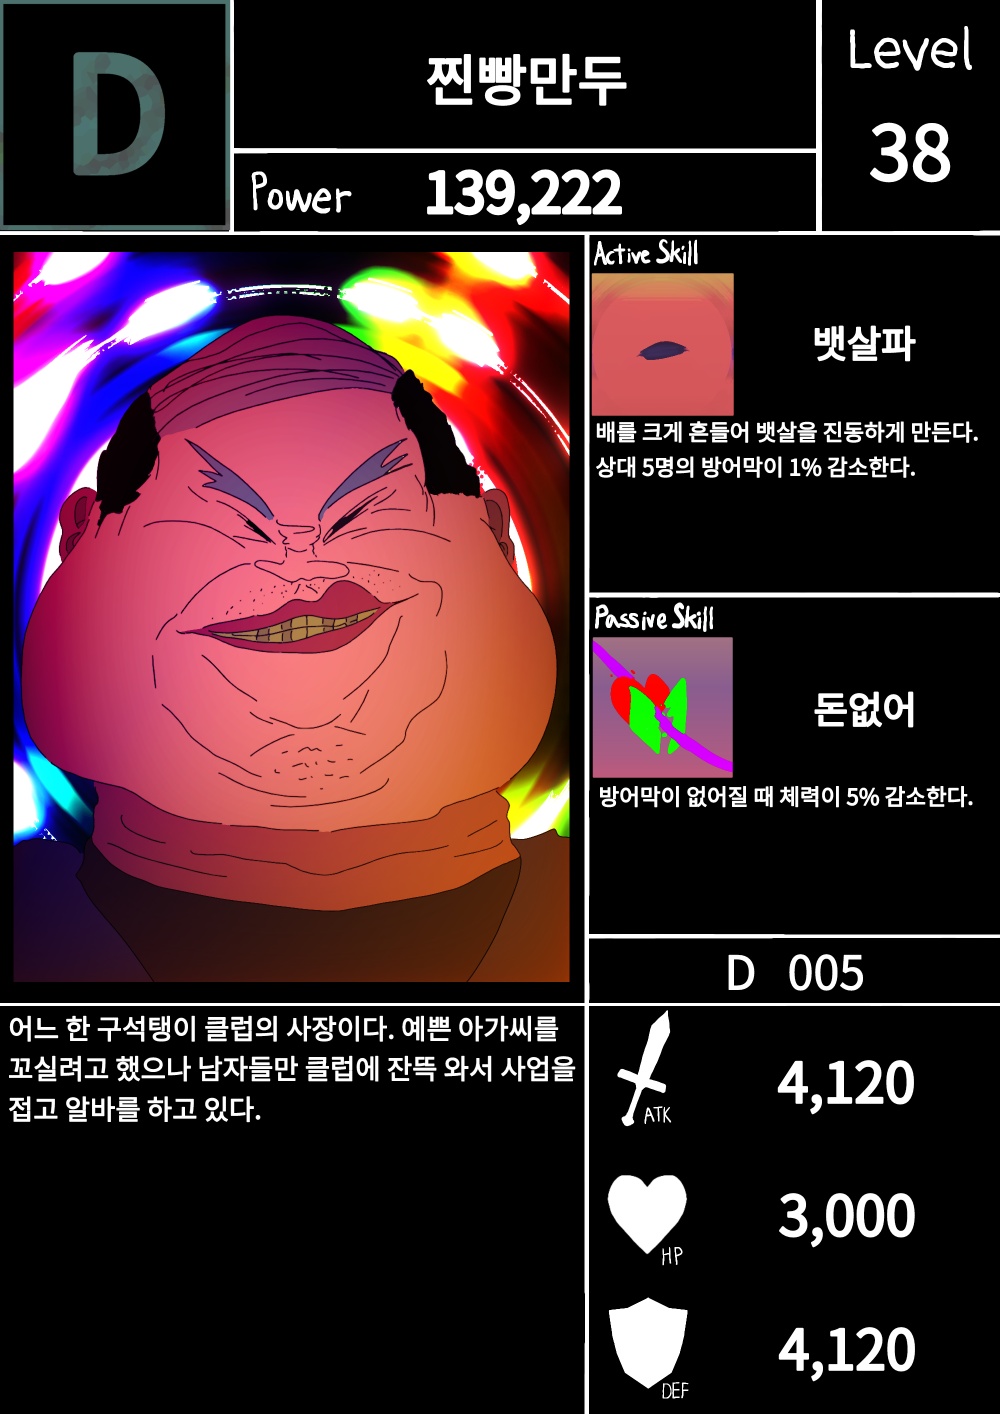 D
찐빵만두
Level
38
Power 139,222
Active Skill
뱃살파
배를 크게 흔들어 뱃살을 진동하게 만든다.
상대 5명의 방어막이 1% 감소한다.
Passive Skill
돈없어
방어막이 없어질 때 체력이 5% 감소한다.
D 005
어느 한 구석탱이 클럽의 사장이다. 예쁜 아가씨를
꼬실려고 했으나 남자들만 클럽에 잔뜩 와서 사업을
접고 알바를 하고 있다.
ATK 4,120
HP 3,000
DEF 4,120